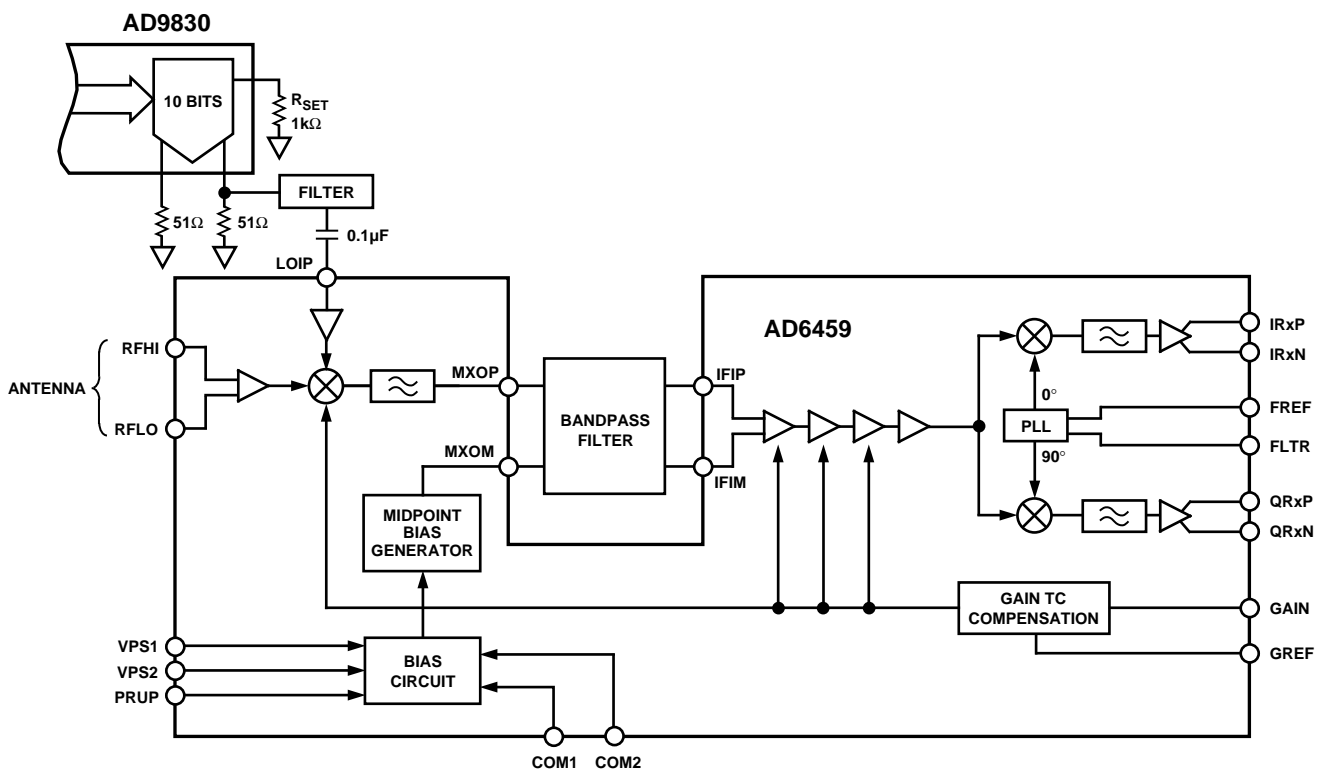 AD9830
10 BITS
RSET
1kΩ
FILTER
51Ω
51Ω
0.1µF
LOIP
AD6459
RFHI
ANTENNA
RFLO
MXOP
MXOM
BANDPASS
FILTER
IFIP
IFIM
MIDPOINT
BIAS
GENERATOR
0°
PLL
90°
IRxP
IRxN
FREF
FLTR
QRxP
QRxN
GAIN TC
COMPENSATION
GAIN
GREF
VPS1
VPS2
PRUP
BIAS
CIRCUIT
COM1
COM2